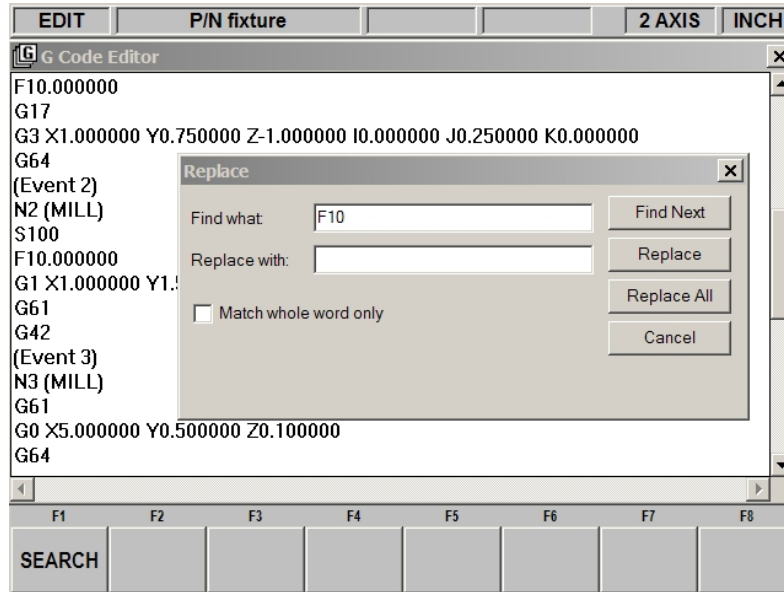 EDIT P/N fixture 2 AXIS INCH
G G Code Editor
F10.000000
G17
G3 X1.000000 Y0.750000 Z-1.000000 I0.000000 J0.250000 K0.000000
G64
(Event 2)
N2 (MILL)
S100
F10.000000
G1 X1.000000 Y1.
G61
G42
(Event 3)
N3 (MILL)
G61
G0 X5.000000 Y0.500000 Z0.100000
G64
Replace
Find what: F10 Find Next
Replace with: Replace
Replace All
Match whole word only
Cancel
F1 F2 F3 F4 F5 F6 F7 F8
SEARCH